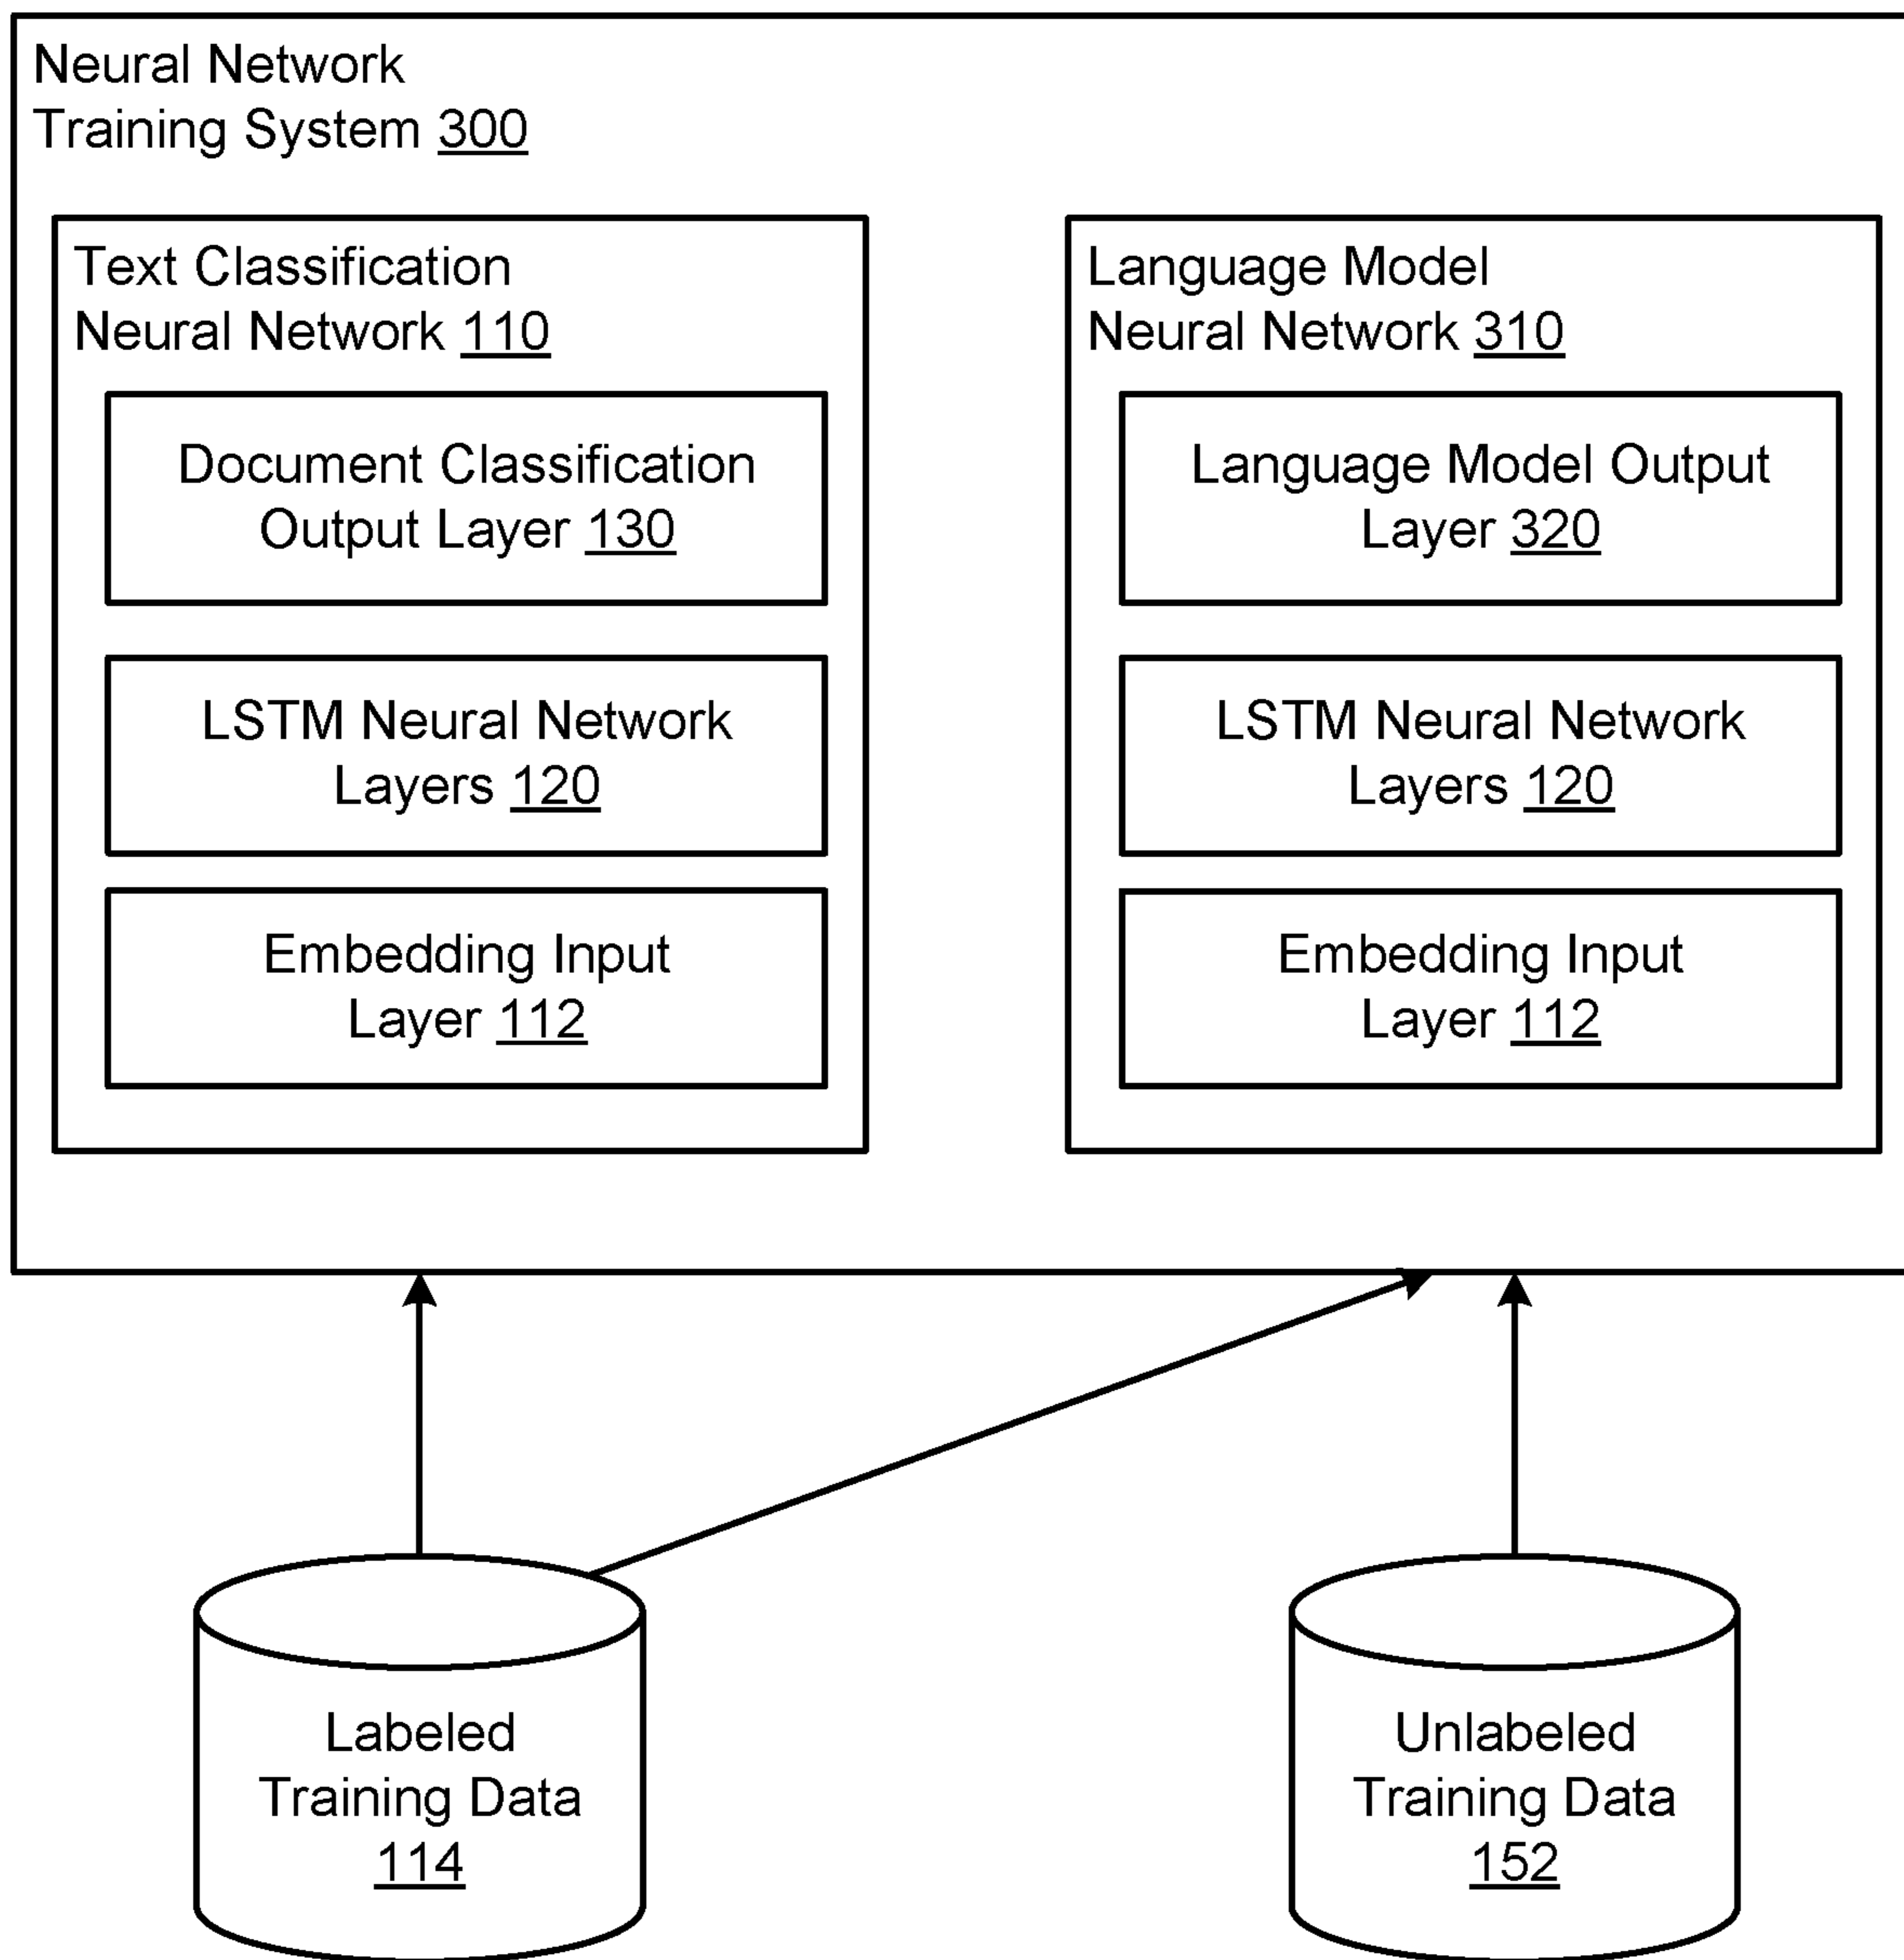 Neural Network
Training System 300
Text Classification
Neural Network 110
Document Classification
Output Layer 130
LSTM Neural Network
Layers 120
Embedding Input
Layer 112
Language Model
Neural Network 310
Language Model Output
Layer 320
LSTM Neural Network
Layers 120
Embedding Input
Layer 112
Labeled
Training Data
114
Unlabeled
Training Data
152